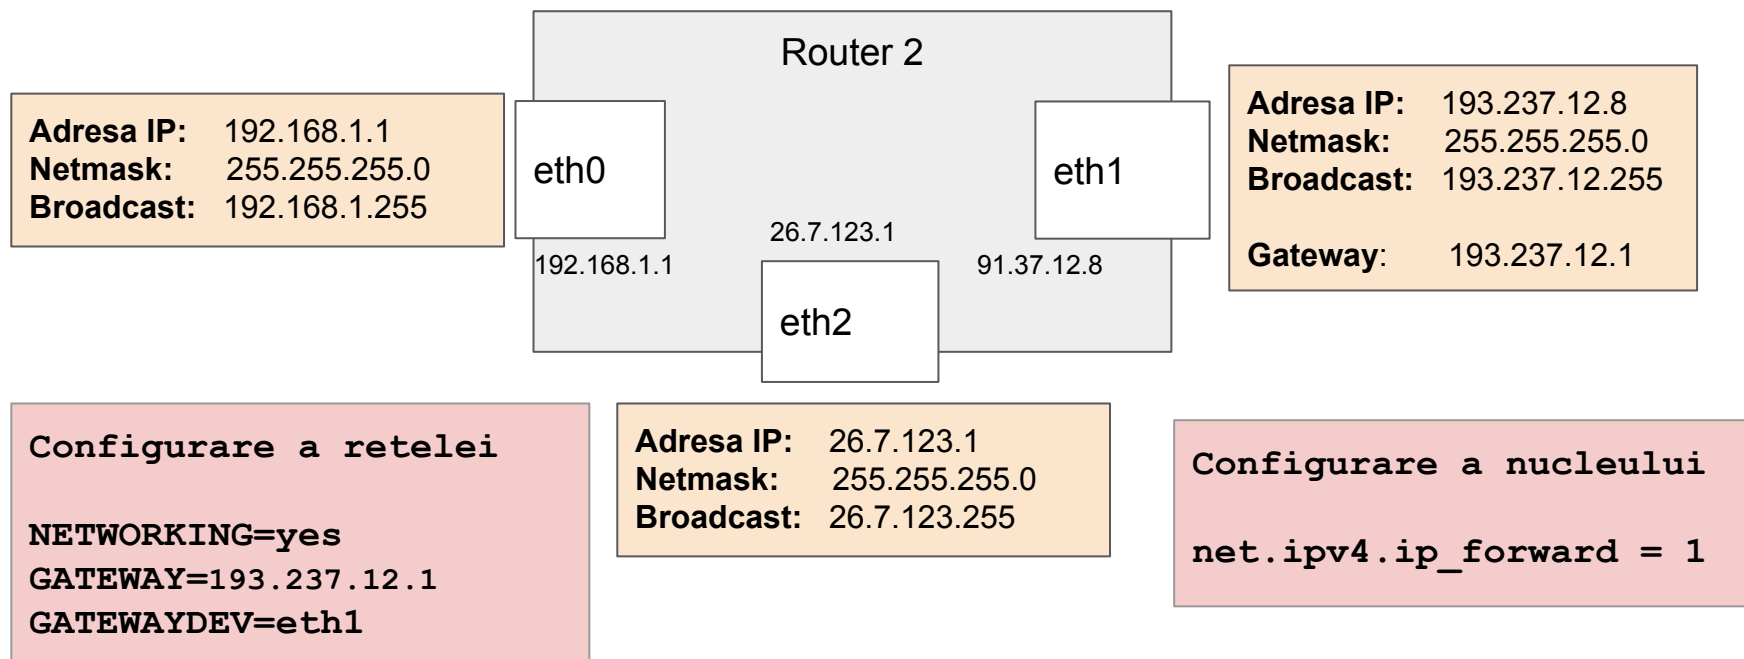 Router 2
Adresa IP: 192.168.1.1
Netmask: 255.255.255.0
Broadcast: 192.168.1.255
eth0
eth1
Adresa IP: 193.237.12.8
Netmask: 255.255.255.0
Broadcast: 193.237.12.255
Gateway: 193.237.12.1
26.7.123.1
192.168.1.1
91.37.12.8
eth2
Configurare a retelei
NETWORKING=yes
GATEWAY=193.237.12.1
GATEWAYDEV=eth1
Adresa IP: 26.7.123.1
Netmask: 255.255.255.0
Broadcast: 26.7.123.255
Configurare a nucleului
net.ipv4.ip_forward = 1